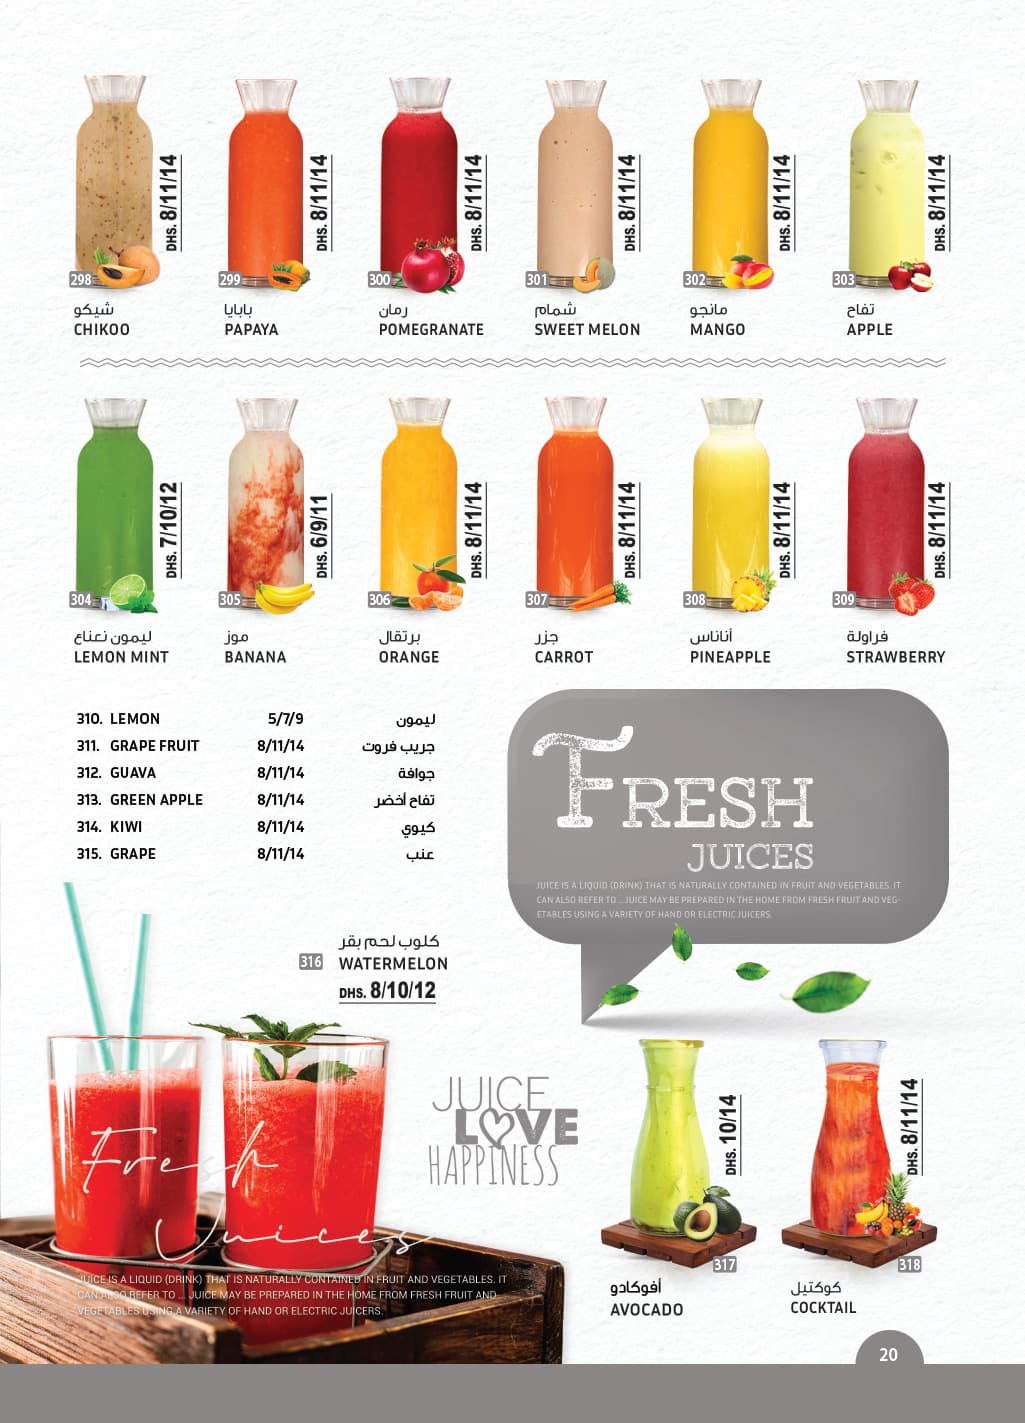 DHS. 8/11/14
298
شيكو
CHIKOO
DHS. 8/11/14
299
بابايا
PAPAYA
DHS. 8/11/14
300
رمان
POMEGRANATE
DHS. 8/11/14
301
شمام
SWEET MELON
DHS. 8/11/14
302
مانجو
MANGO
DHS. 8/11/14
303
تفاح
APPLE
DHS. 7/10/12
304
ليمون نعناع
LEMON MINT
DHS. 6/9/11
305
موز
BANANA
DHS. 8/11/14
306
برتقال
ORANGE
DHS. 8/11/14
307
جزر
CARROT
DHS. 8/11/14
308
أناناس
PINEAPPLE
DHS. 8/11/14
309
فراولة
STRAWBERRY
310. LEMON 5/7/9 ليمون
311. GRAPE FRUIT 8/11/14 جريب فروت
312. GUAVA 8/11/14 جوافة
313. GREEN APPLE 8/11/14 تفاح أخضر
314. KIWI 8/11/14 كيوي
315. GRAPE 8/11/14 عنب
FRESH
JUICES
JUICE IS A LIQUID (DRINK) THAT IS NATURALLY CONTAINED IN FRUIT AND VEGETABLES. IT
CAN ALSO REFER TO ... JUICE MAY BE PREPARED IN THE HOME FROM FRESH FRUIT AND VEG-
ETABLES USING A VARIETY OF HAND OR ELECTRIC JUICERS.
كلوب لحم بقر
316 WATERMELON
DHS. 8/10/12
JUICE
LOVE
HAPPINESS
Fresh
Juices
JUICE IS A LIQUID (DRINK) THAT IS NATURALLY CONTAINED IN FRUIT AND VEGETABLES. IT
CAN ALSO REFER TO ... JUICE MAY BE PREPARED IN THE HOME FROM FRESH FRUIT AND
VEGETABLES USING A VARIETY OF HAND OR ELECTRIC JUICERS.
DHS. 10/14
317
أفوكادو
AVOCADO
DHS. 8/11/14
318
كوكتيل
COCKTAIL
20